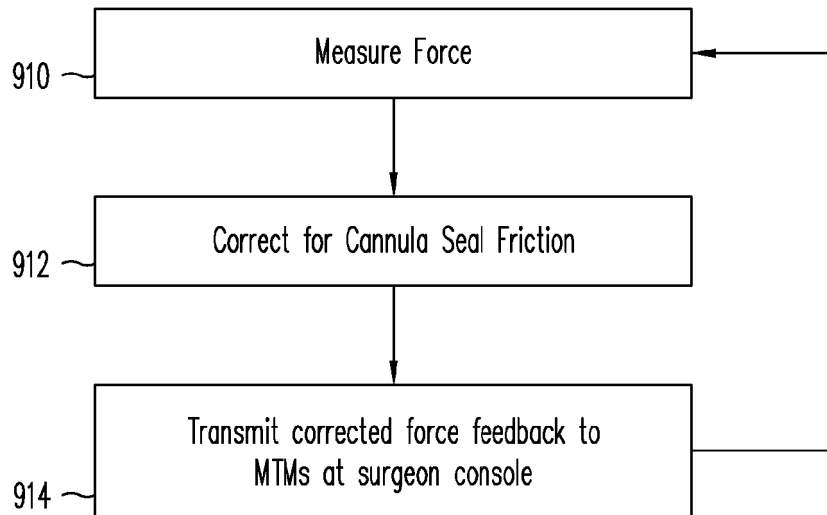 910
Measure Force
912
Correct for Cannula Seal Friction
914
Transmit corrected force feedback to
MTMs at surgeon console